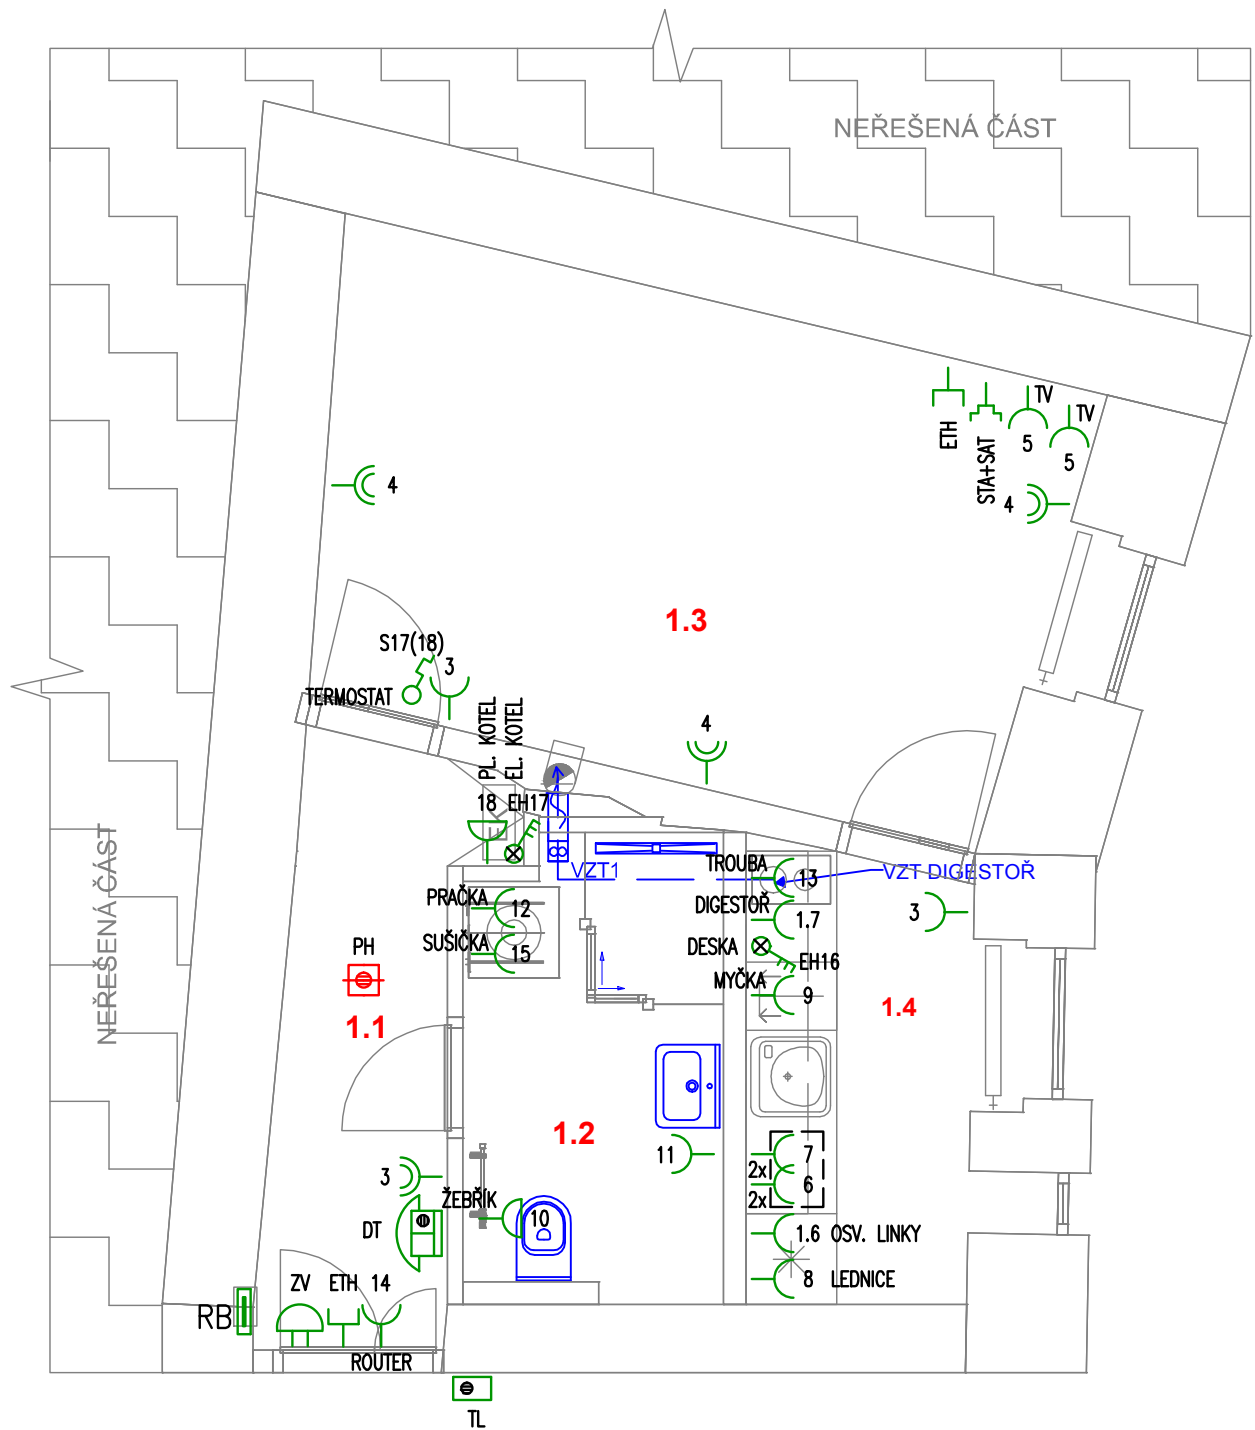 NEŘEŠENÁ ČÁST
TV
TV
ETH
STA+SAT
5
5
4
4
1.3
S17(18)
3
TERMOSTAT
PL. KOTEL
EL. KOTEL
4
18
EH17
VZT1
TROUBA
13
VZT DIGESTOŘ
PRAČKA
12
DIGESTOŘ
1.7
3
SUŠIČKA
15
DESKA
EH16
PH
MYČKA
9
1.4
1.1
NEŘEŠENÁ ČÁST
1.2
11
7
2x
6
2x
3
ŽEBŘÍK
10
DT
1.6 OSV. LINKY
8 LEDNICE
ZV
ETH
14
RB
ROUTER
TL